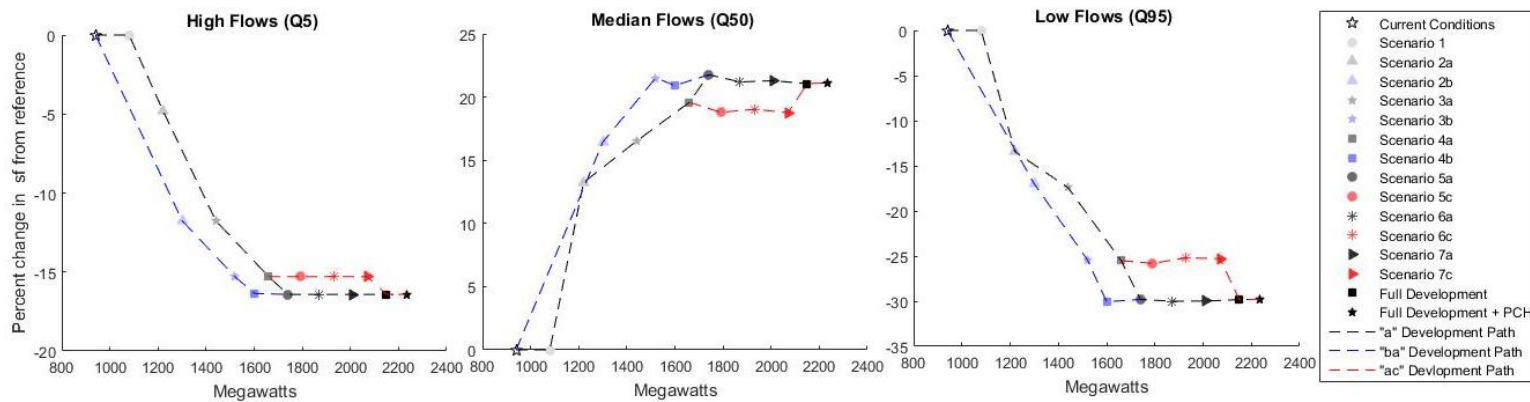 High Flows (Q5)
Median Flows (Q50)
Low Flows (Q95)
Percent change in sf from reference
0
-5
-10
-15
-20
800 1000 1200 1400 1600 1800 2000 2200 2400
Megawatts
25
20
15
10
5
0
800 1000 1200 1400 1600 1800 2000 2200 2400
Megawatts
0
-5
-10
-15
-20
-25
-30
-35
800 1000 1200 1400 1600 1800 2000 2200 2400
Megawatts
Current Conditions
Scenario 1
Scenario 2a
Scenario 2b
Scenario 3a
Scenario 3b
Scenario 4a
Scenario 4b
Scenario 5a
Scenario 5c
Scenario 6a
Scenario 6c
Scenario 7a
Scenario 7c
Full Development
Full Development + PCH
"a" Development Path
"ba" Development Path
"ac" Devlopment Path